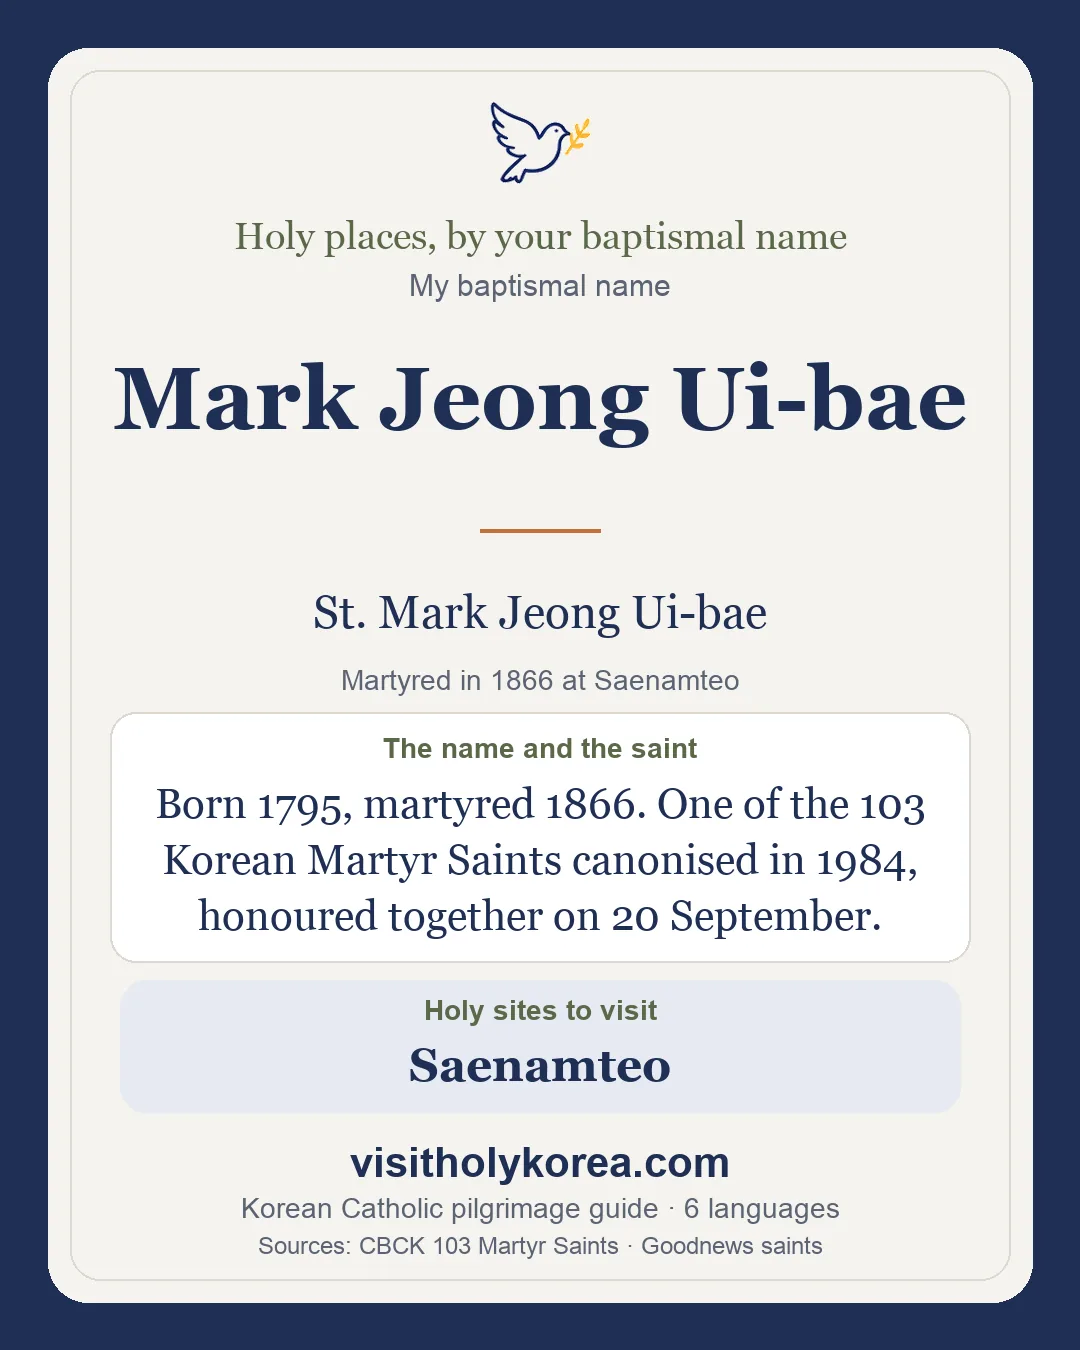 Holy places, by your baptismal name
My baptismal name
Mark Jeong Ui-bae
St. Mark Jeong Ui-bae
Martyred in 1866 at Saenamteo
The name and the saint
Born 1795, martyred 1866. One of the 103
Korean Martyr Saints canonised in 1984,
honoured together on 20 September.
Holy sites to visit
Saenamteo
visitholykorea.com
Korean Catholic pilgrimage guide · 6 languages
Sources: CBCK 103 Martyr Saints · Goodnews saints